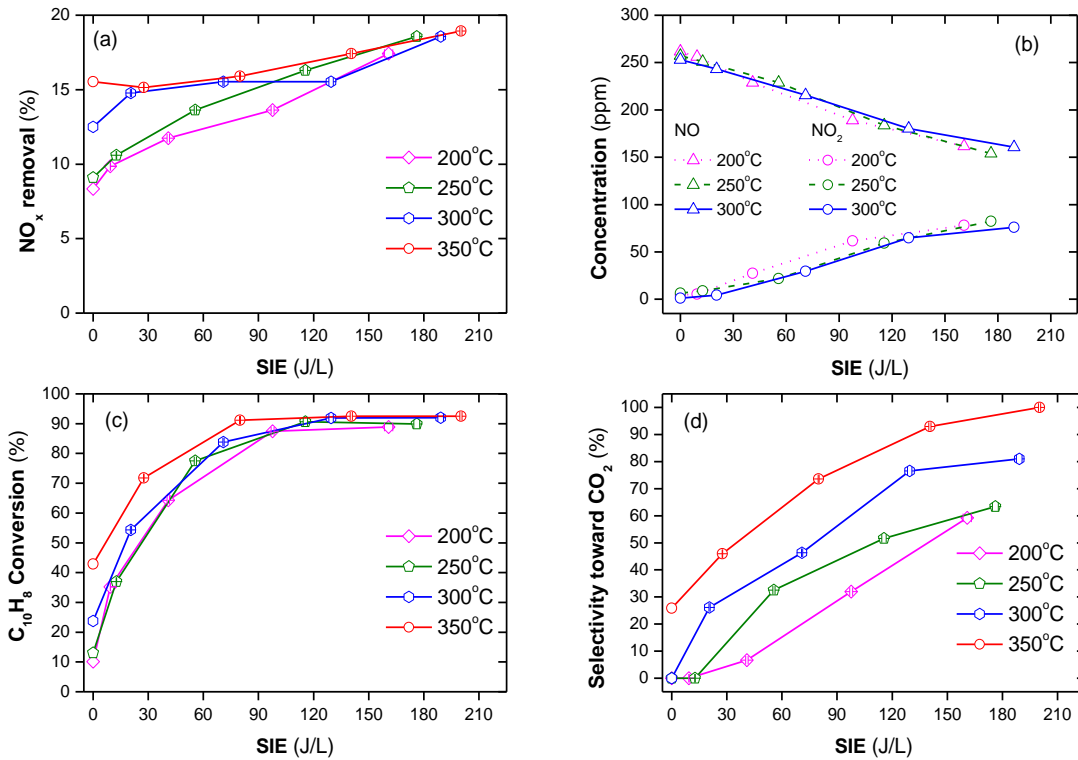 (a)
NOx removal (%)
20
15
10
5
0
200°C
250°C
300°C
350°C
0 30 60 90 120 150 180 210
SIE (J/L)
(b)
Concentration (ppm)
300
250
200
150
100
50
0
NO NO2
200°C 200°C
250°C 250°C
300°C 300°C
0 30 60 90 120 150 180 210
SIE (J/L)
(c)
C10H8 Conversion (%)
100
90
80
70
60
50
40
30
20
10
0
200°C
250°C
300°C
350°C
0 30 60 90 120 150 180 210
SIE (J/L)
(d)
Selectivity toward CO2 (%)
100
90
80
70
60
50
40
30
20
10
0
200°C
250°C
300°C
350°C
0 30 60 90 120 150 180 210
SIE (J/L)